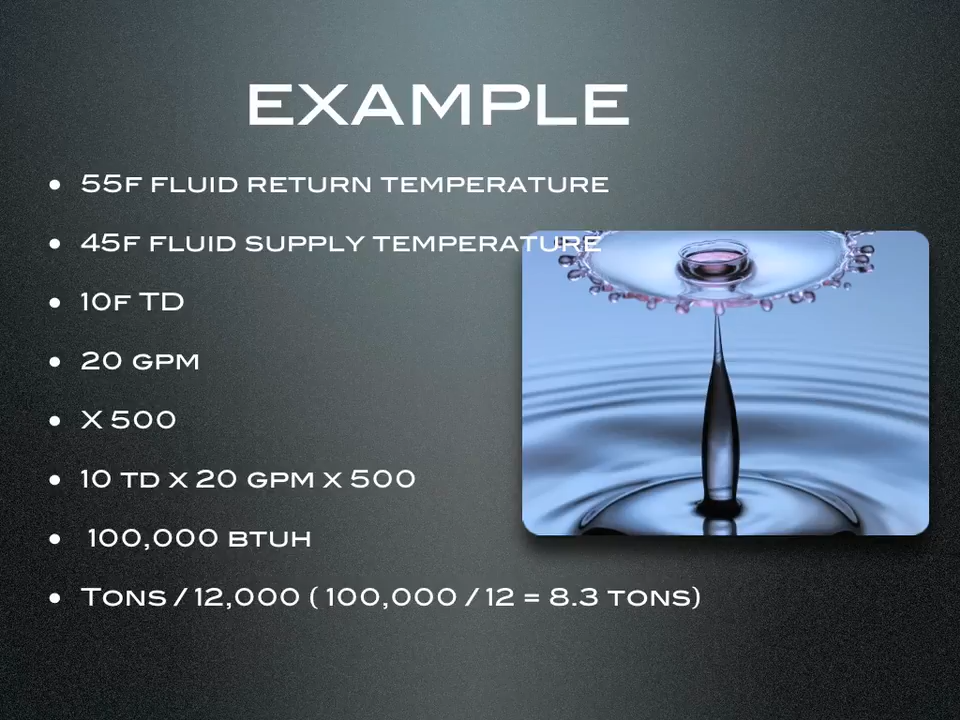 EXAMPLE
• 55F FLUID RETURN TEMPERATURE
• 45F FLUID SUPPLY TEMPERATURE
• 10F TD
• 20 GPM
• X 500
• 10 TD X 20 GPM X 500
• 100,000 BTUH
• TONS / 12,000 ( 100,000 / 12 = 8.3 TONS)